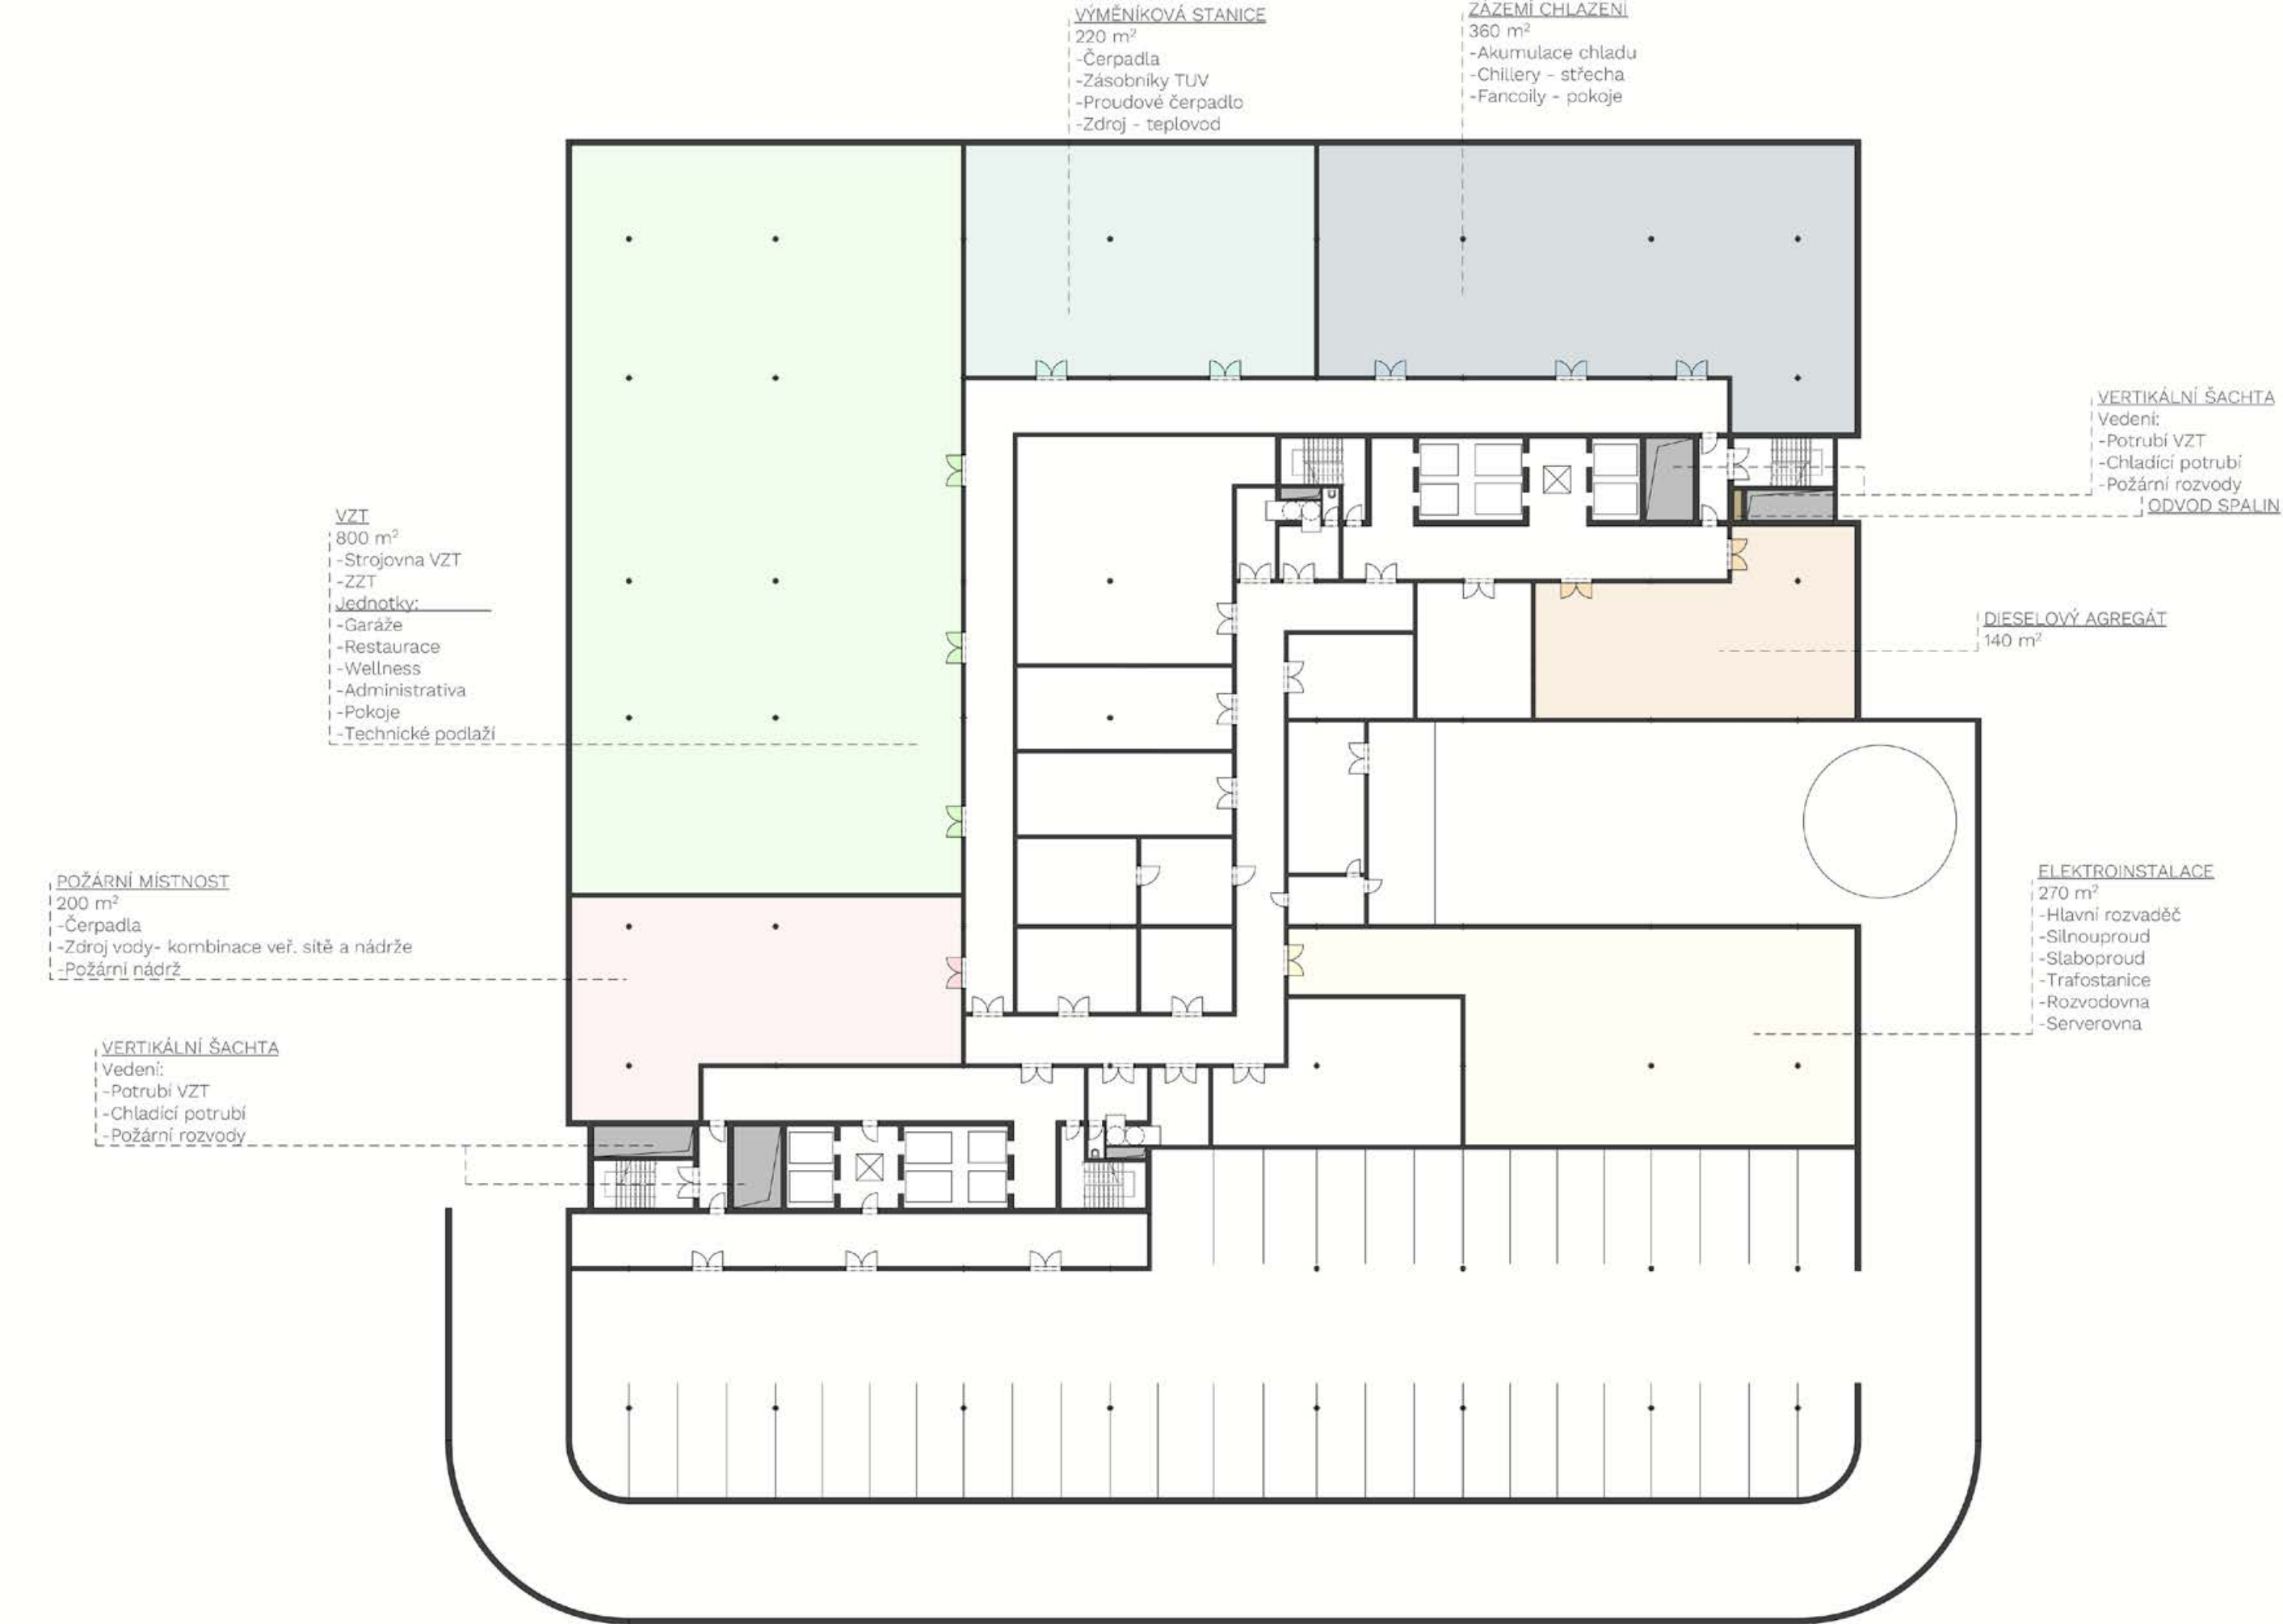 VÝMĚNÍKOVÁ STANICE
220 m²
-Čerpadla
-Zásobníky TUV
-Proudové čerpadlo
-Zdroj - teplovod
ZÁZEMÍ CHLAZENÍ
360 m²
-Akumulace chladu
-Chillery - střecha
-Fancoily - pokoje
VERTIKÁLNÍ ŠACHTA
Vedení:
-Potrubí VZT
-Chladící potrubí
-Požární rozvody
ODVOD SPALIN
VZT
800 m²
-Strojovna VZT
-ZZT
Jednotky:
-Garáže
-Restaurace
-Wellness
-Administrativa
-Pokoje
-Technické podlaží
DIESELOVÝ AGREGÁT
140 m²
POŽÁRNÍ MÍSTNOST
200 m²
-Čerpadla
-Zdroj vody- kombinace veř. sítě a nádrže
-Požární nádrž
ELEKTROINSTALACE
270 m²
-Hlavní rozvaděč
-Silnouproud
-Slaboproud
-Trafostanice
-Rozvodovna
-Serverovna
VERTIKÁLNÍ ŠACHTA
Vedení:
-Potrubí VZT
-Chladící potrubí
-Požární rozvody